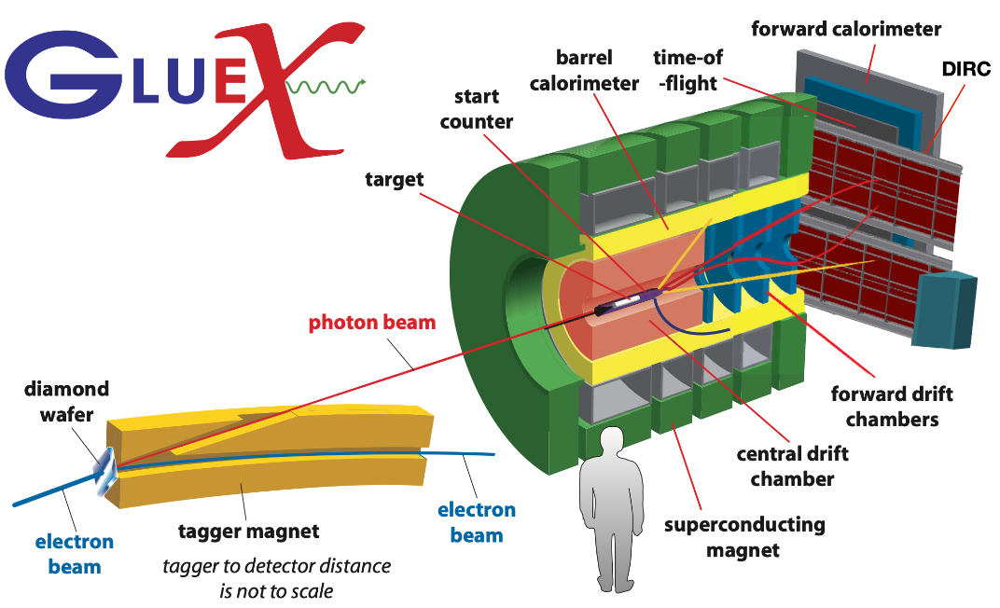 GLUEX
forward calorimeter
DIRC
barrel
calorimeter
time-of
-flight
start
counter
target
photon beam
diamond
wafer
electron
beam
tagger magnet
tagger to detector distance
is not to scale
electron
beam
forward drift
chambers
central drift
chamber
superconducting
magnet